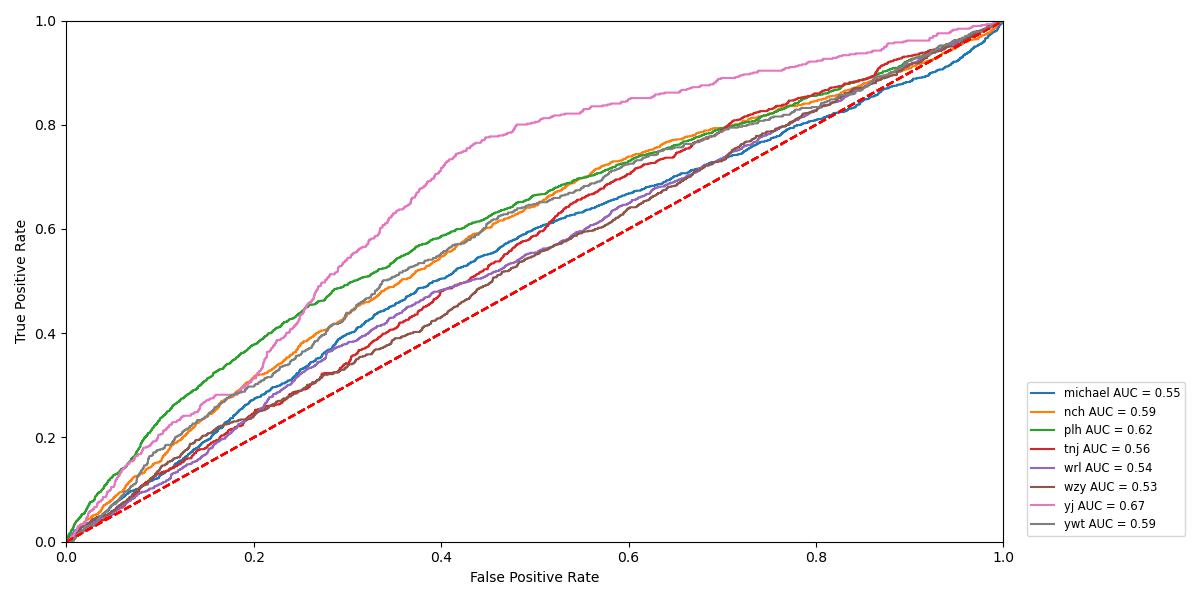 1.0
0.8
0.6
0.4
0.2
0.0
True Positive Rate
0.0 0.2 0.4 0.6 0.8 1.0
False Positive Rate
michael AUC = 0.55
nch AUC = 0.59
plh AUC = 0.62
tnj AUC = 0.56
wrl AUC = 0.54
wzy AUC = 0.53
yj AUC = 0.67
ywt AUC = 0.59